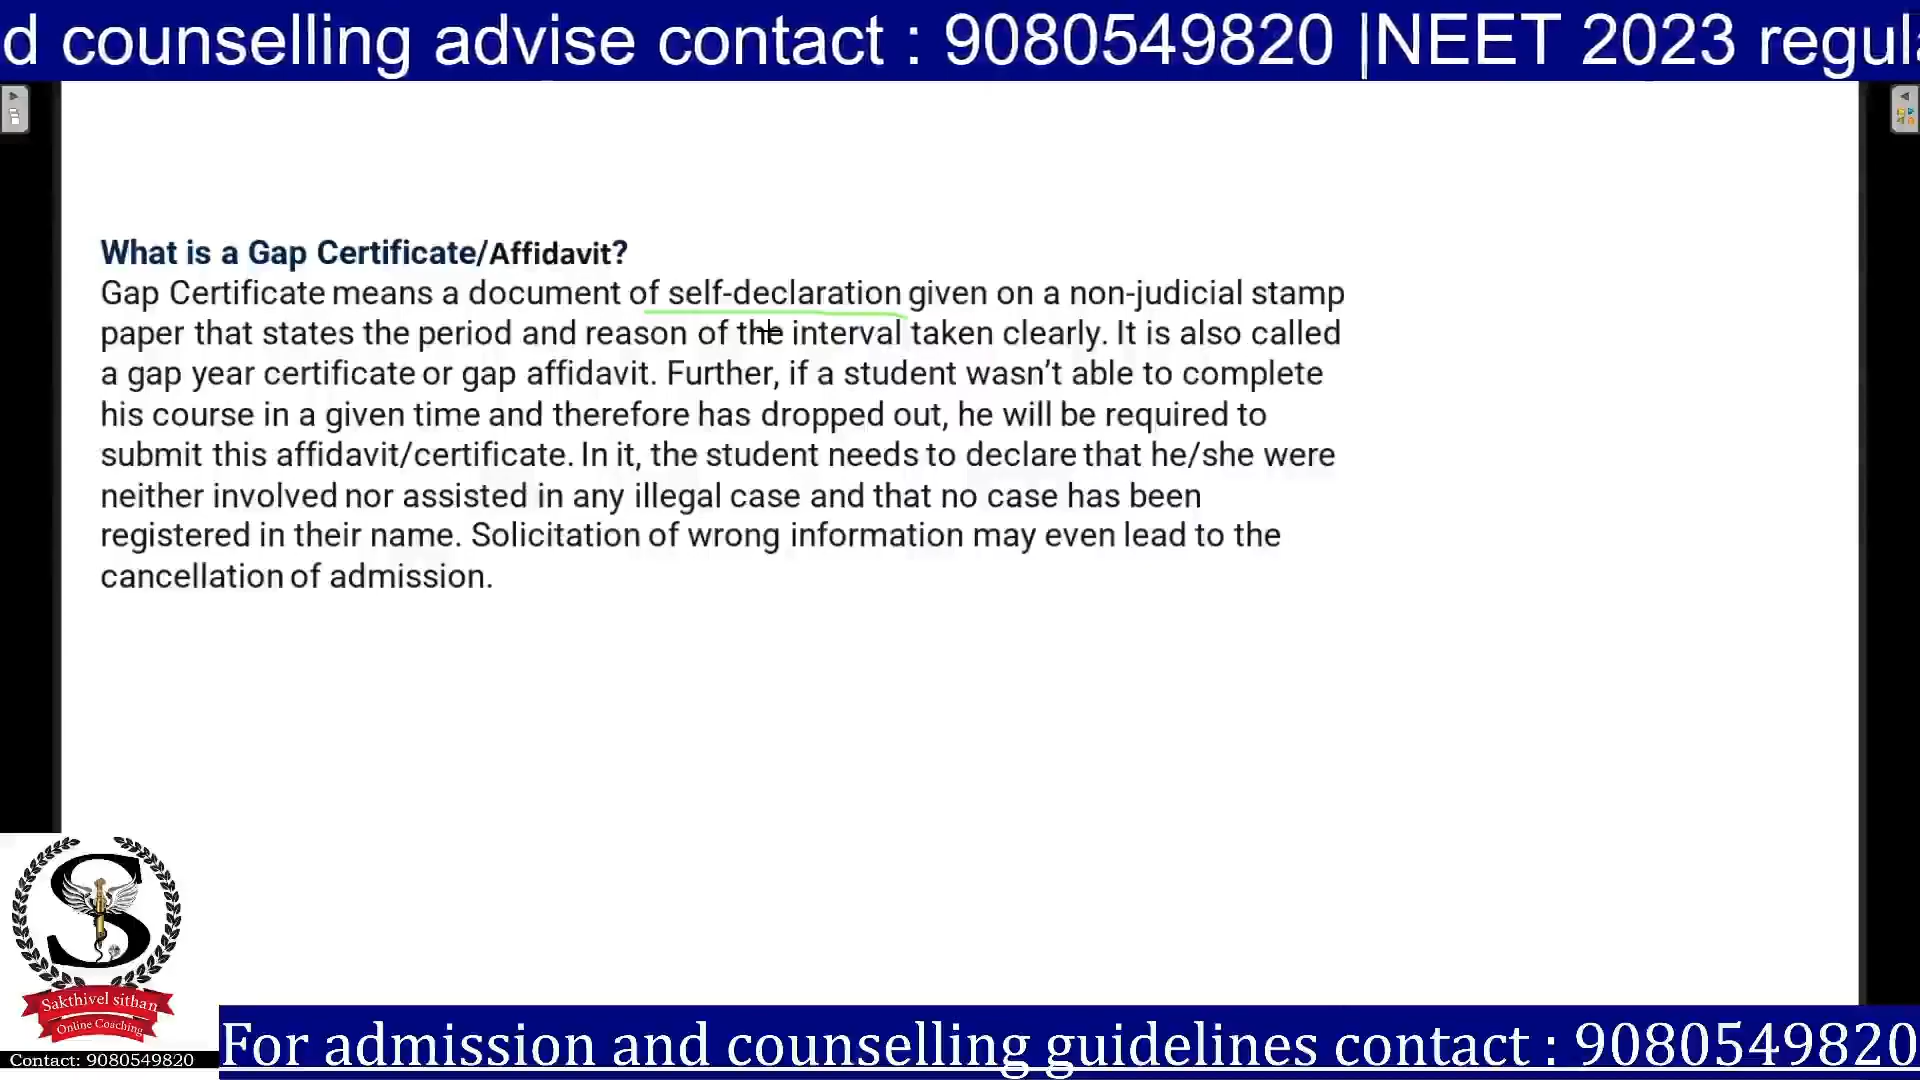 d counselling advise contact : 9080549820 |NEET 2023 regul
What is a Gap Certificate/Affidavit?
Gap Certificate means a document of self-declaration given on a non-judicial stamp
paper that states the period and reason of the interval taken clearly. It is also called
a gap year certificate or gap affidavit. Further, if a student wasn’t able to complete
his course in a given time and therefore has dropped out, he will be required to
submit this affidavit/certificate. In it, the student needs to declare that he/she were
neither involved nor assisted in any illegal case and that no case has been
registered in their name. Solicitation of wrong information may even lead to the
cancellation of admission.
S
Sakthivel sithan
Online Coaching
Contact: 9080549820
For admission and counselling guidelines contact : 9080549820